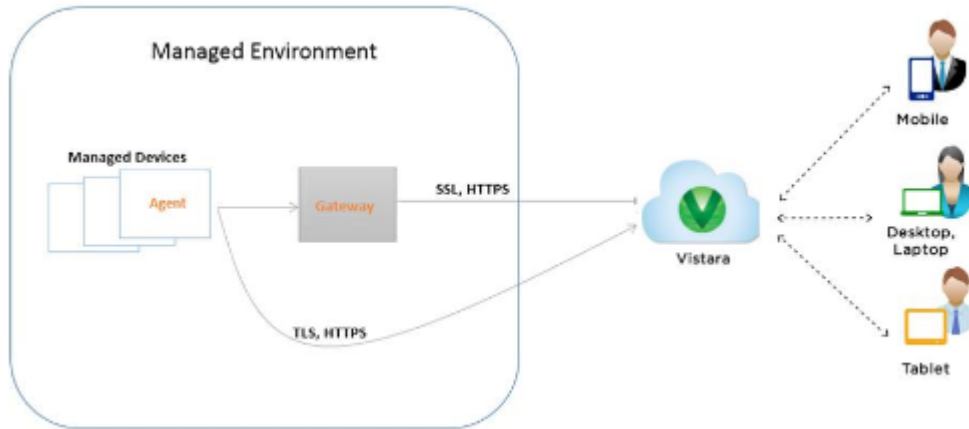 Managed Environment
Managed Devices
Agent
Gateway
SSL, HTTPS
TLS, HTTPS
V
Vistara
Mobile
Desktop,
Laptop
Tablet